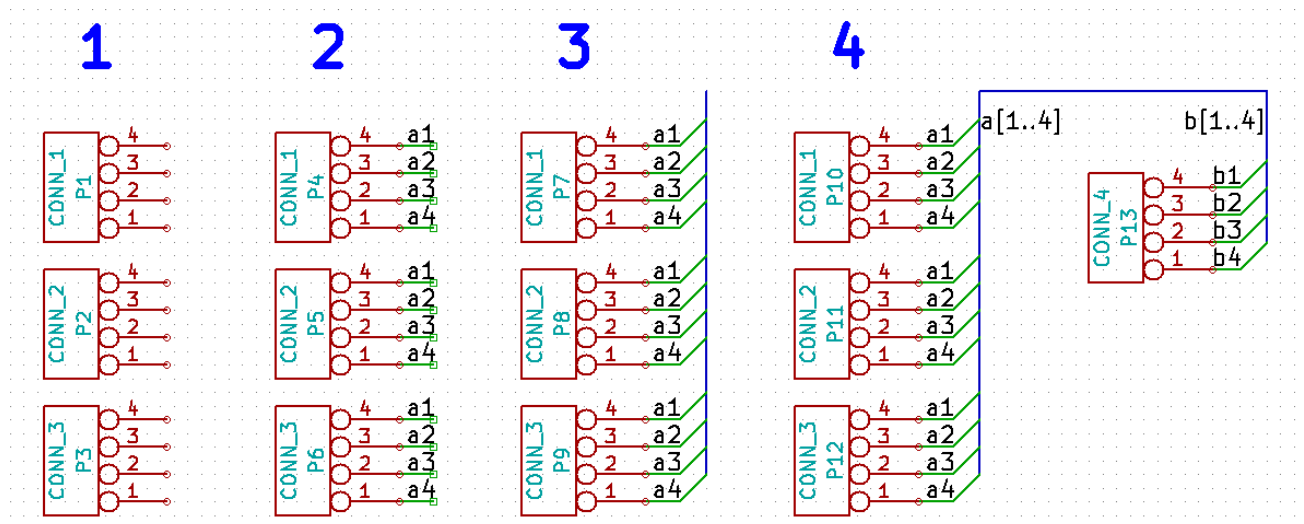 1 2 3 4
CONN_1
P1
4
3
2
1
CONN_2
P2
4
3
2
1
CONN_3
P3
4
3
2
1
CONN_1
P4
4 a1
3 a2
2 a3
1 a4
CONN_2
P5
4 a1
3 a2
2 a3
1 a4
CONN_3
P6
4 a1
3 a2
2 a3
1 a4
CONN_1
P7
4 a1
3 a2
2 a3
1 a4
CONN_2
P8
4 a1
3 a2
2 a3
1 a4
CONN_3
P9
4 a1
3 a2
2 a3
1 a4
CONN_1
P10
4 a1
3 a2
2 a3
1 a4
CONN_2
P11
4 a1
3 a2
2 a3
1 a4
CONN_3
P12
4 a1
3 a2
2 a3
1 a4
a[1..4] b[1..4]
CONN_4
P13
4 b1
3 b2
2 b3
1 b4